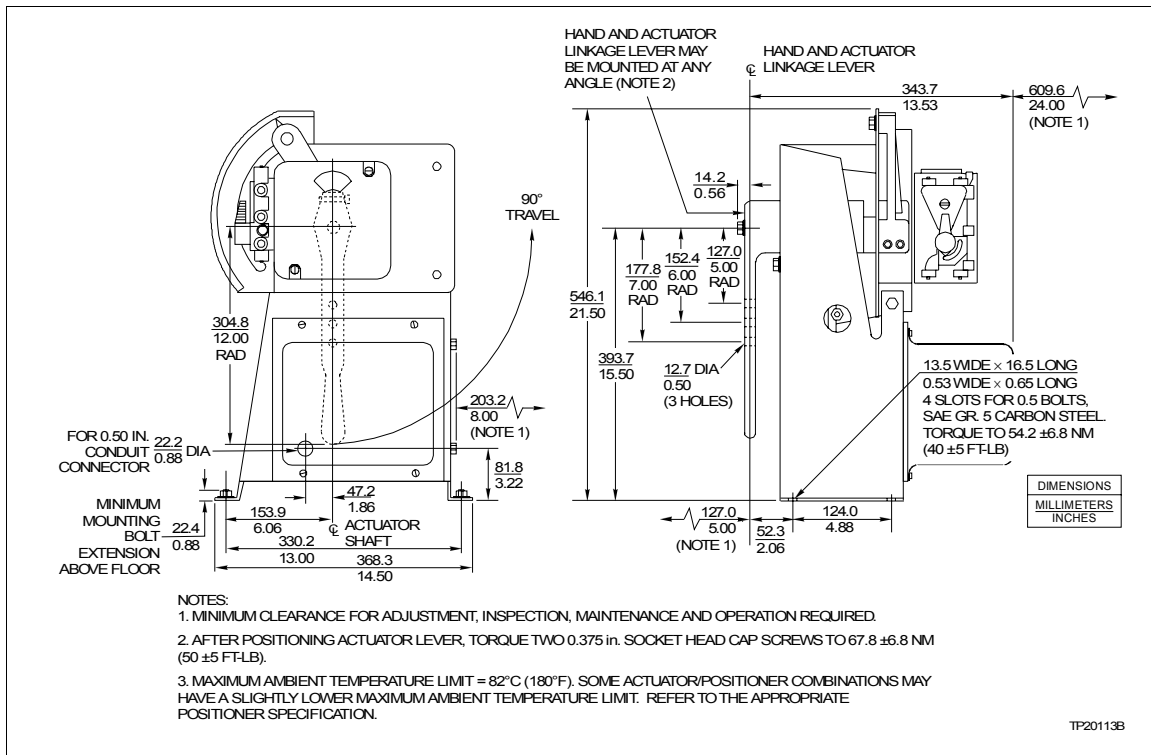 HAND AND ACTUATOR
LINKAGE LEVER MAY
BE MOUNTED AT ANY
ANGLE (NOTE 2)
℄
HAND AND ACTUATOR
LINKAGE LEVER
343.7
13.53
609.6
24.00
(NOTE 1)
14.2
0.56
90°
TRAVEL
127.0
5.00
RAD
152.4
6.00
RAD
177.8
7.00
RAD
546.1
21.50
304.8
12.00
RAD
393.7
15.50
12.7 DIA
0.50
(3 HOLES)
13.5 WIDE × 16.5 LONG
0.53 WIDE × 0.65 LONG
4 SLOTS FOR 0.5 BOLTS,
SAE GR. 5 CARBON STEEL.
TORQUE TO 54.2 ±6.8 NM
(40 ±5 FT-LB)
203.2
8.00
(NOTE 1)
FOR 0.50 IN.
CONDUIT
CONNECTOR
22.2
0.88
DIA
81.8
3.22
47.2
1.86
MINIMUM
MOUNTING
BOLT
EXTENSION
ABOVE FLOOR
22.4
0.88
153.9
6.06
℄ ACTUATOR
SHAFT
330.2
13.00
368.3
14.50
127.0
5.00
(NOTE 1)
52.3
2.06
124.0
4.88
DIMENSIONS
MILLIMETERS
INCHES
NOTES:
1. MINIMUM CLEARANCE FOR ADJUSTMENT, INSPECTION, MAINTENANCE AND OPERATION REQUIRED.
2. AFTER POSITIONING ACTUATOR LEVER, TORQUE TWO 0.375 in. SOCKET HEAD CAP SCREWS TO 67.8 ±6.8 NM
(50 ±5 FT-LB).
3. MAXIMUM AMBIENT TEMPERATURE LIMIT = 82°C (180°F). SOME ACTUATOR/POSITIONER COMBINATIONS MAY
HAVE A SLIGHTLY LOWER MAXIMUM AMBIENT TEMPERATURE LIMIT. REFER TO THE APPROPRIATE
POSITIONER SPECIFICATION.
TP20113B